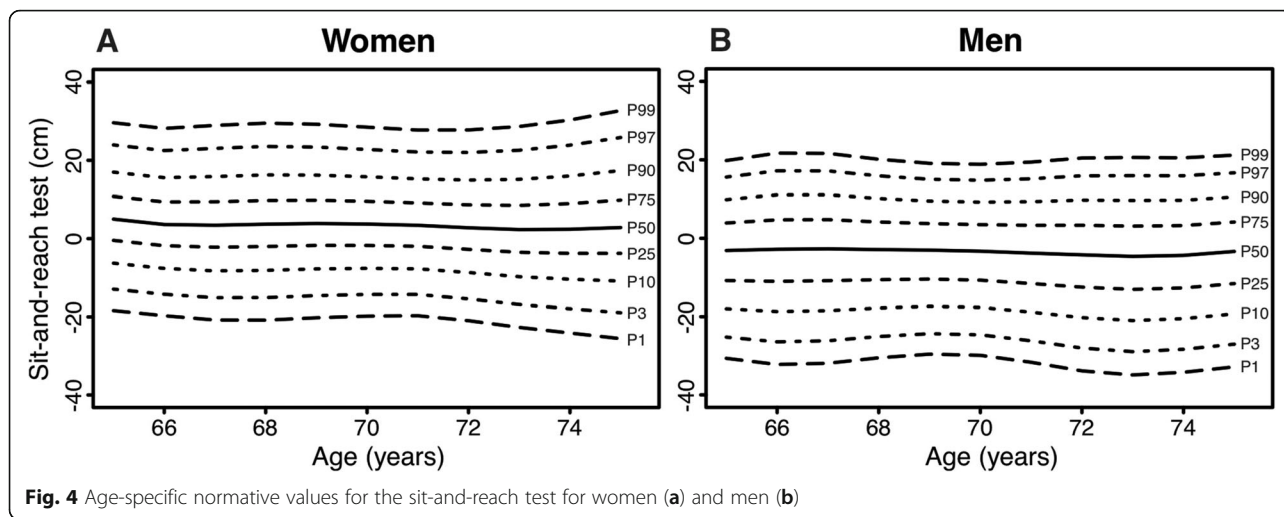 A Women
Sit-and-reach test (cm)
40
20
0
-20
-40
P99
P97
P90
P75
P50
P25
P10
P3
P1
66 68 70 72 74
Age (years)
B Men
40
20
0
-20
-40
P99
P97
P90
P75
P50
P25
P10
P3
P1
66 68 70 72 74
Age (years)
Fig. 4 Age-specific normative values for the sit-and-reach test for women (a) and men (b)